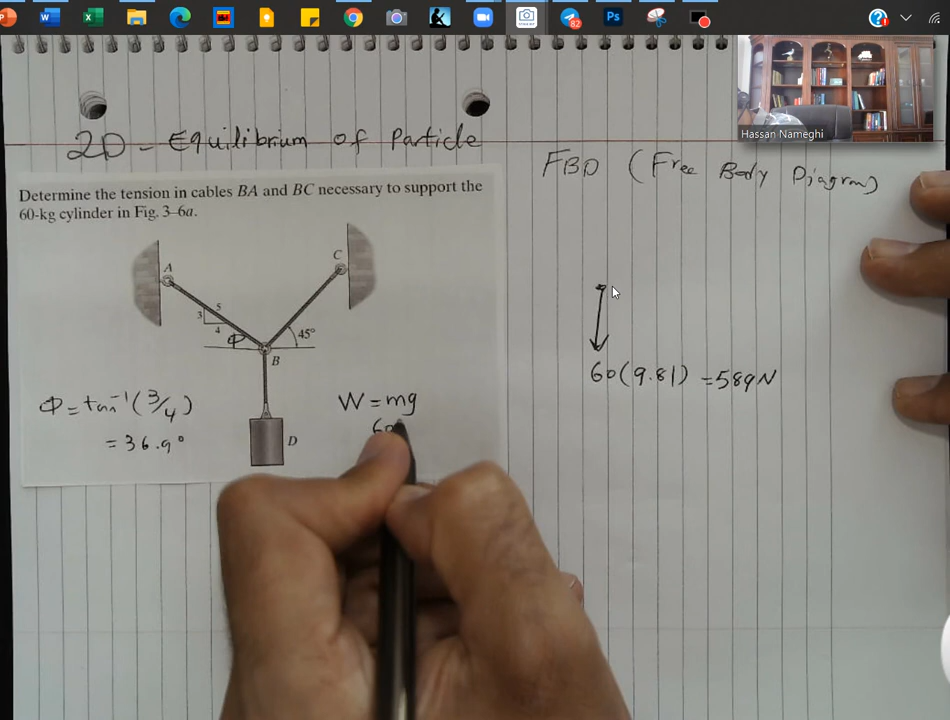 82
Hassan Nameghi
2D - Equilibrium of Particle
FBD (Free Body Diagram)
Determine the tension in cables BA and BC necessary to support the
60-kg cylinder in Fig. 3–6a.
A
C
5
3
4
Φ
45°
B
D
60(9.81) = 589N
Φ = tan⁻¹(3/4)
= 36.9°
W = mg
60